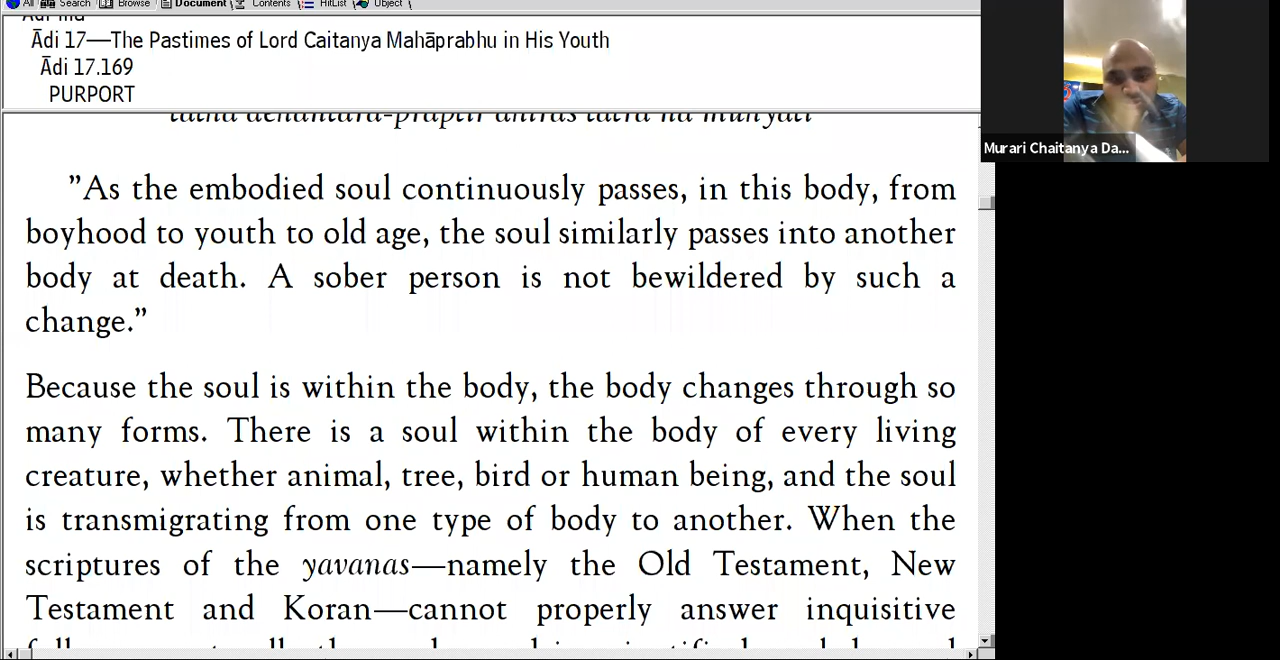 All Search Browse Document Contents HitList Object
Ādi 17—The Pastimes of Lord Caitanya Mahāprabhu in His Youth
Ādi 17.169
PURPORT
Murari Chaitanya Da...
”As the embodied soul continuously passes, in this body, from
boyhood to youth to old age, the soul similarly passes into another
body at death. A sober person is not bewildered by such a
change.”
Because the soul is within the body, the body changes through so
many forms. There is a soul within the body of every living
creature, whether animal, tree, bird or human being, and the soul
is transmigrating from one type of body to another. When the
scriptures of the yavanas—namely the Old Testament, New
Testament and Koran—cannot properly answer inquisitive